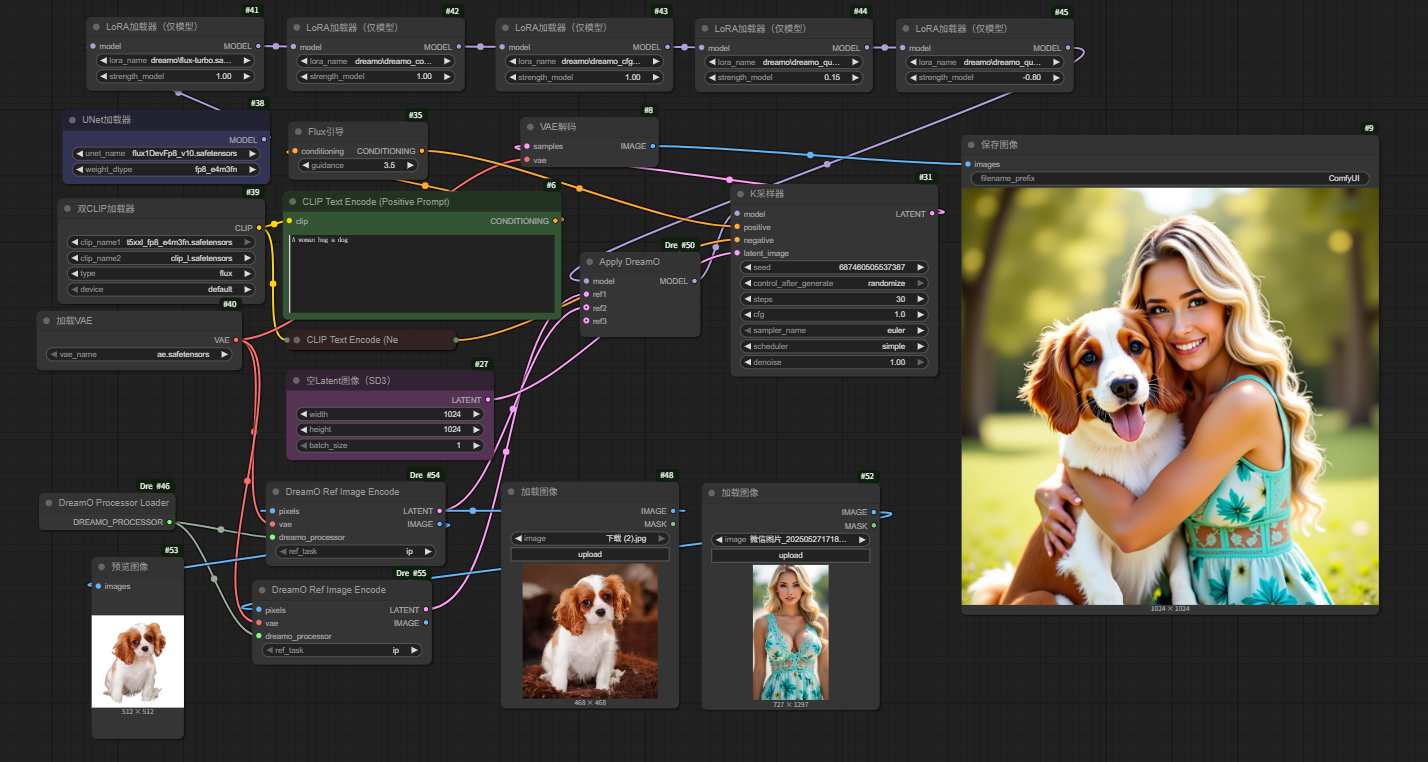 #41
LoRA加载器（仅模型）
model MODEL
lora_name dreamo\flux-turbo.sa...
strength_model 1.00
#42
LoRA加载器（仅模型）
model MODEL
lora_name dreamo\dreamo_co...
strength_model 1.00
#43
LoRA加载器（仅模型）
model MODEL
lora_name dreamo\dreamo_cfg...
strength_model 1.00
#44
LoRA加载器（仅模型）
model MODEL
lora_name dreamo\dreamo_qu...
strength_model 0.15
#45
LoRA加载器（仅模型）
model MODEL
lora_name dreamo\dreamo_qu...
strength_model -0.80
#38
UNet加载器
MODEL
unet_name flux1DevFp8_v10.safetensors
weight_dtype fp8_e4m3fn
#35
Flux引导
conditioning CONDITIONING
guidance 3.5
#8
VAE解码
samples IMAGE
vae
#9
保存图像
images
filename_prefix ComfyUI
1024 × 1024
#39
双CLIP加载器
CLIP
clip_name1 t5xxl_fp8_e4m3fn.safetensors
clip_name2 clip_l.safetensors
type flux
device default
#6
CLIP Text Encode (Positive Prompt)
clip CONDITIONING
A woman hug a dog
#31
K采样器
model LATENT
positive
negative
latent_image
seed 687460505537387
control_after_generate randomize
steps 30
cfg 1.0
sampler_name euler
scheduler simple
denoise 1.00
Dre #50
Apply DreamO
model MODEL
ref1
ref2
ref3
#40
加载VAE
VAE
vae_name ae.safetensors
CLIP Text Encode (Ne
#27
空Latent图像（SD3）
LATENT
width 1024
height 1024
batch_size 1
Dre #46
DreamO Processor Loader
DREAMO_PROCESSOR
Dre #54
DreamO Ref Image Encode
pixels LATENT
vae IMAGE
dreamo_processor
ref_task ip
#48
加载图像
IMAGE
MASK
image 下载 (2).jpg
upload
468 × 468
#52
加载图像
IMAGE
MASK
image 微信图片_202505271718...
upload
727 × 1297
#53
预览图像
images
512 × 512
Dre #55
DreamO Ref Image Encode
pixels LATENT
vae IMAGE
dreamo_processor
ref_task ip